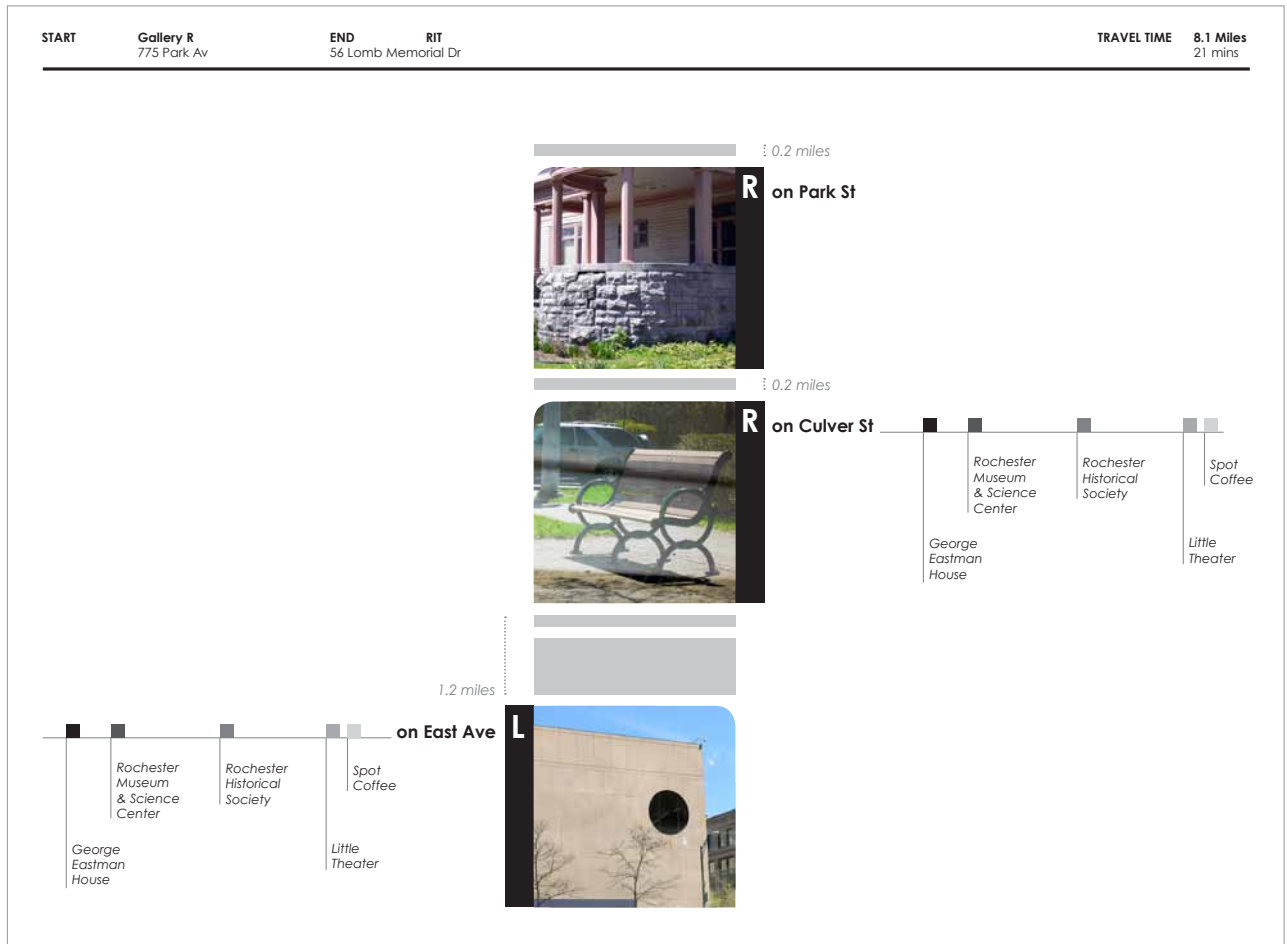 START Gallery R END RIT TRAVEL TIME 8.1 Miles
775 Park Av 56 Lomb Memorial Dr 21 mins
0.2 miles
R on Park St
0.2 miles
R on Culver St
Rochester
Museum
& Science
Center
Rochester
Historical
Society
Spot
Coffee
George
Eastman
House
Little
Theater
1.2 miles
on East Ave L
Rochester
Museum
& Science
Center
Rochester
Historical
Society
Spot
Coffee
George
Eastman
House
Little
Theater